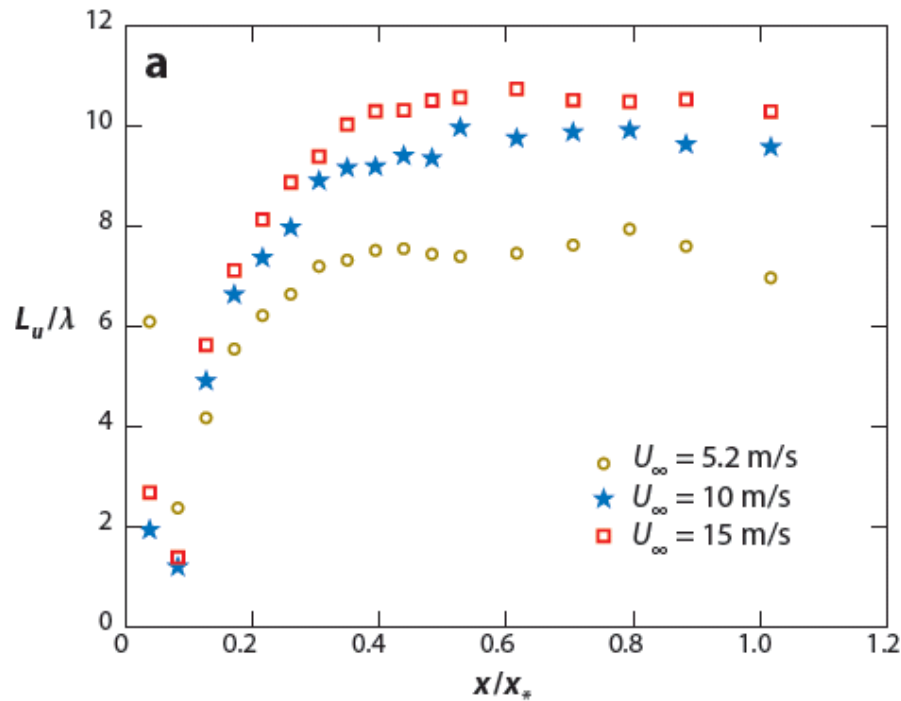 12
a
10
8
L_u/λ
6
4
U_∞ = 5.2 m/s
2
U_∞ = 10 m/s
U_∞ = 15 m/s
0
0 0.2 0.4 0.6 0.8 1.0 1.2
x/x_*